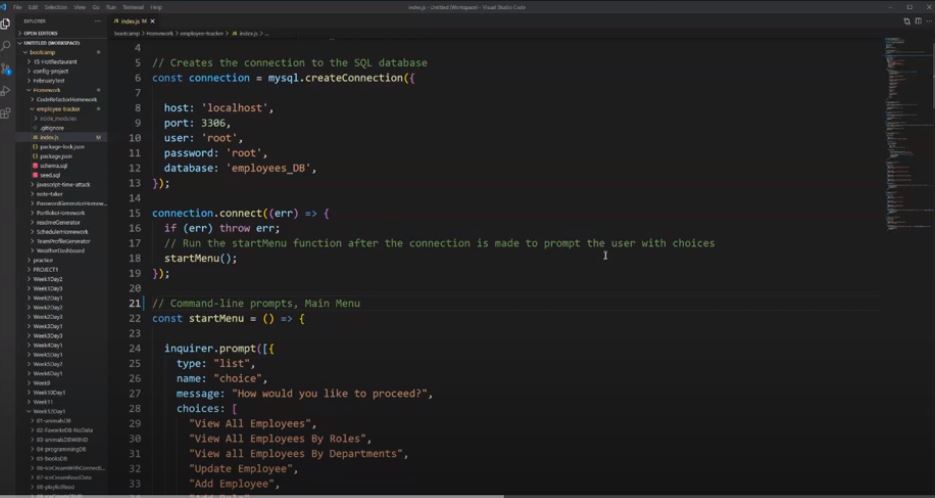 File Edit Selection View Go Run Terminal Help
index.js - Untitled (Workspace) - Visual Studio Code
EXPLORER
index.js M
OPEN EDITORS
UNTITLED (WORKSPACE)
bootcamp > Homework > employee-tracker > index.js > ...
bootcamp
config-project
FebruaryTest
Homework
CodeRefactorHomework
employee-tracker
node_modules
.gitignore
index.js M
package-lock.json
package.json
schema.sql
seed.sql
javascript-time-attack
note-taker
PasswordGeneratorHomew...
PortfolioHomework
readmeGenerator
SchedulerHomework
TeamProfileGenerator
WeatherDashboard
practice
PROJECT1
Week1Day2
Week1Day3
Week2Day1
Week2Day2
Week3Day1
Week4Day1
Week5Day1
Week5Day2
Week6Day1
Week9
Week10Day1
Week11
Week12Day1
01-animalsDB
02-FavoriteDB-NoData
03-animalsDBWithID
04-programmingDB
05-booksDB
06-iceCreamWithConnecti...
07-iceCreamReadData
08-playlistRead
4
5 // Creates the connection to the SQL database
6 const connection = mysql.createConnection({
7
8 host: 'localhost',
9 port: 3306,
10 user: 'root',
11 password: 'root',
12 database: 'employees_DB',
13 });
14
15 connection.connect((err) => {
16 if (err) throw err;
17 // Run the startMenu function after the connection is made to prompt the user with choices
18 startMenu();
19 });
20
21 // Command-line prompts, Main Menu
22 const startMenu = () => {
23
24 inquirer.prompt([{
25 type: "list",
26 name: "choice",
27 message: "How would you like to proceed?",
28 choices: [
29 "View All Employees",
30 "View All Employees By Roles",
31 "View all Employees By Departments",
32 "Update Employee",
33 "Add Employee",